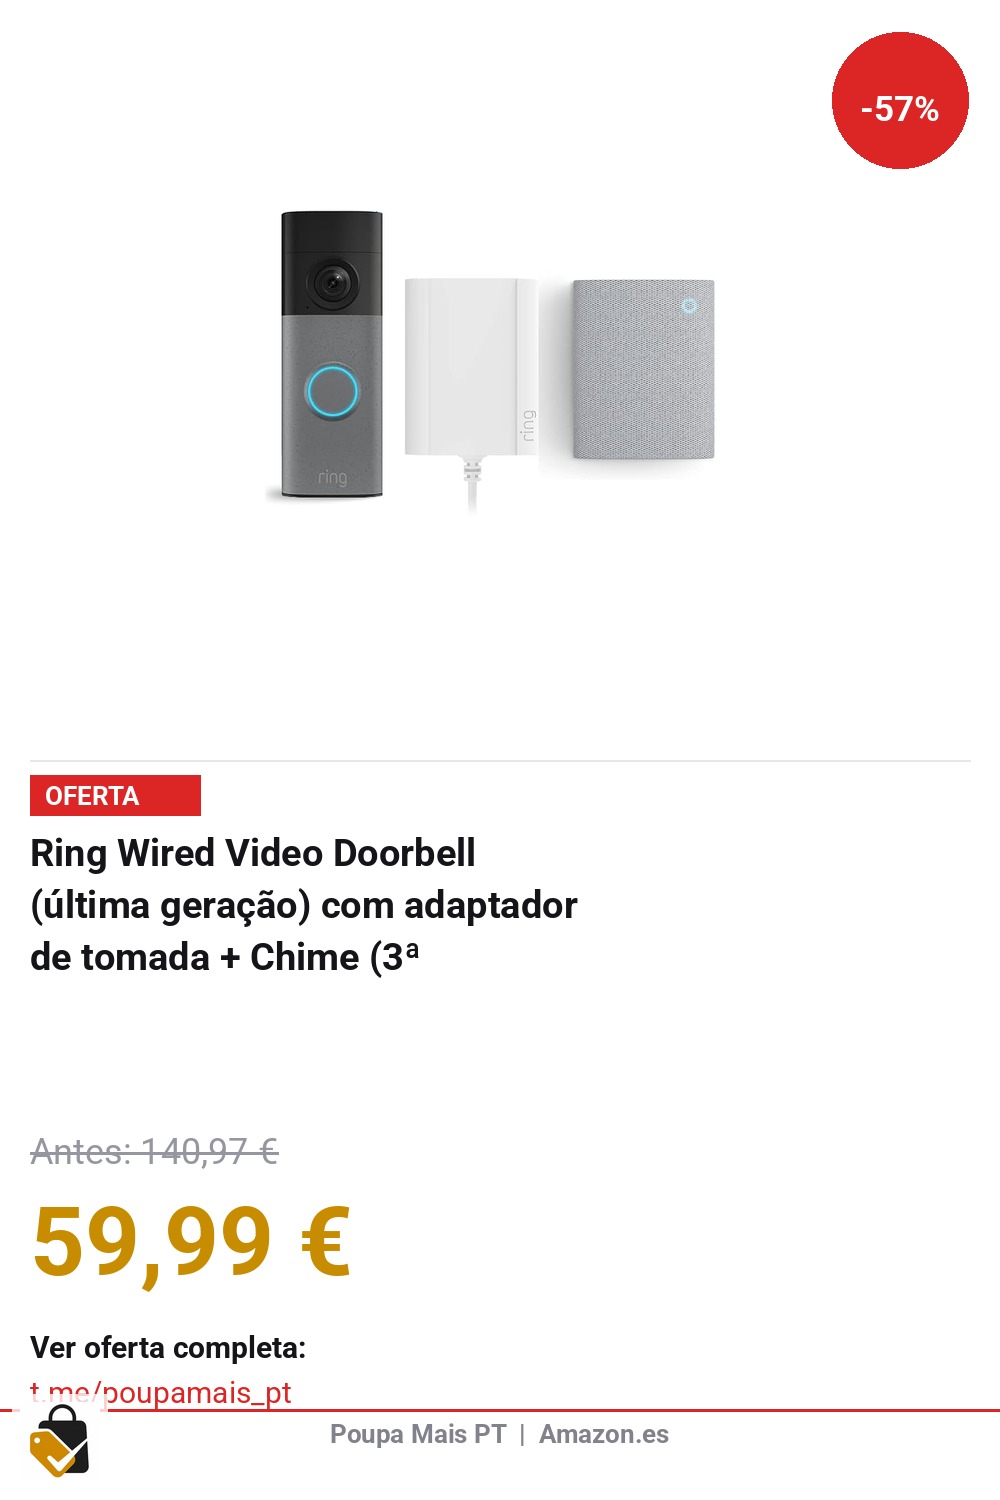 -57%
ring
ring
OFERTA
Ring Wired Video Doorbell
(última geração) com adaptador
de tomada + Chime (3ª
Antes: 140,97 €
59,99 €
Ver oferta completa:
t.me/poupamais_pt
Poupa Mais PT | Amazon.es